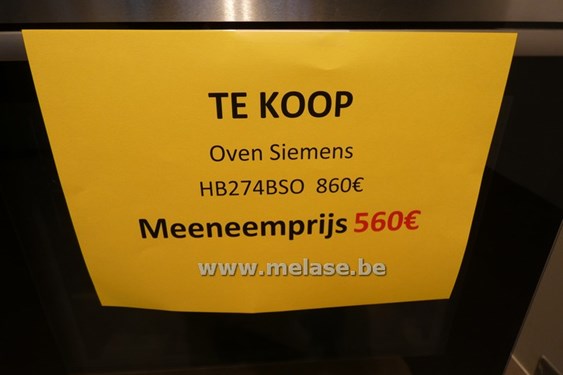 TE KOOP
Oven Siemens
HB274BSO 860€
Meeneemprijs 560€
www.melase.be